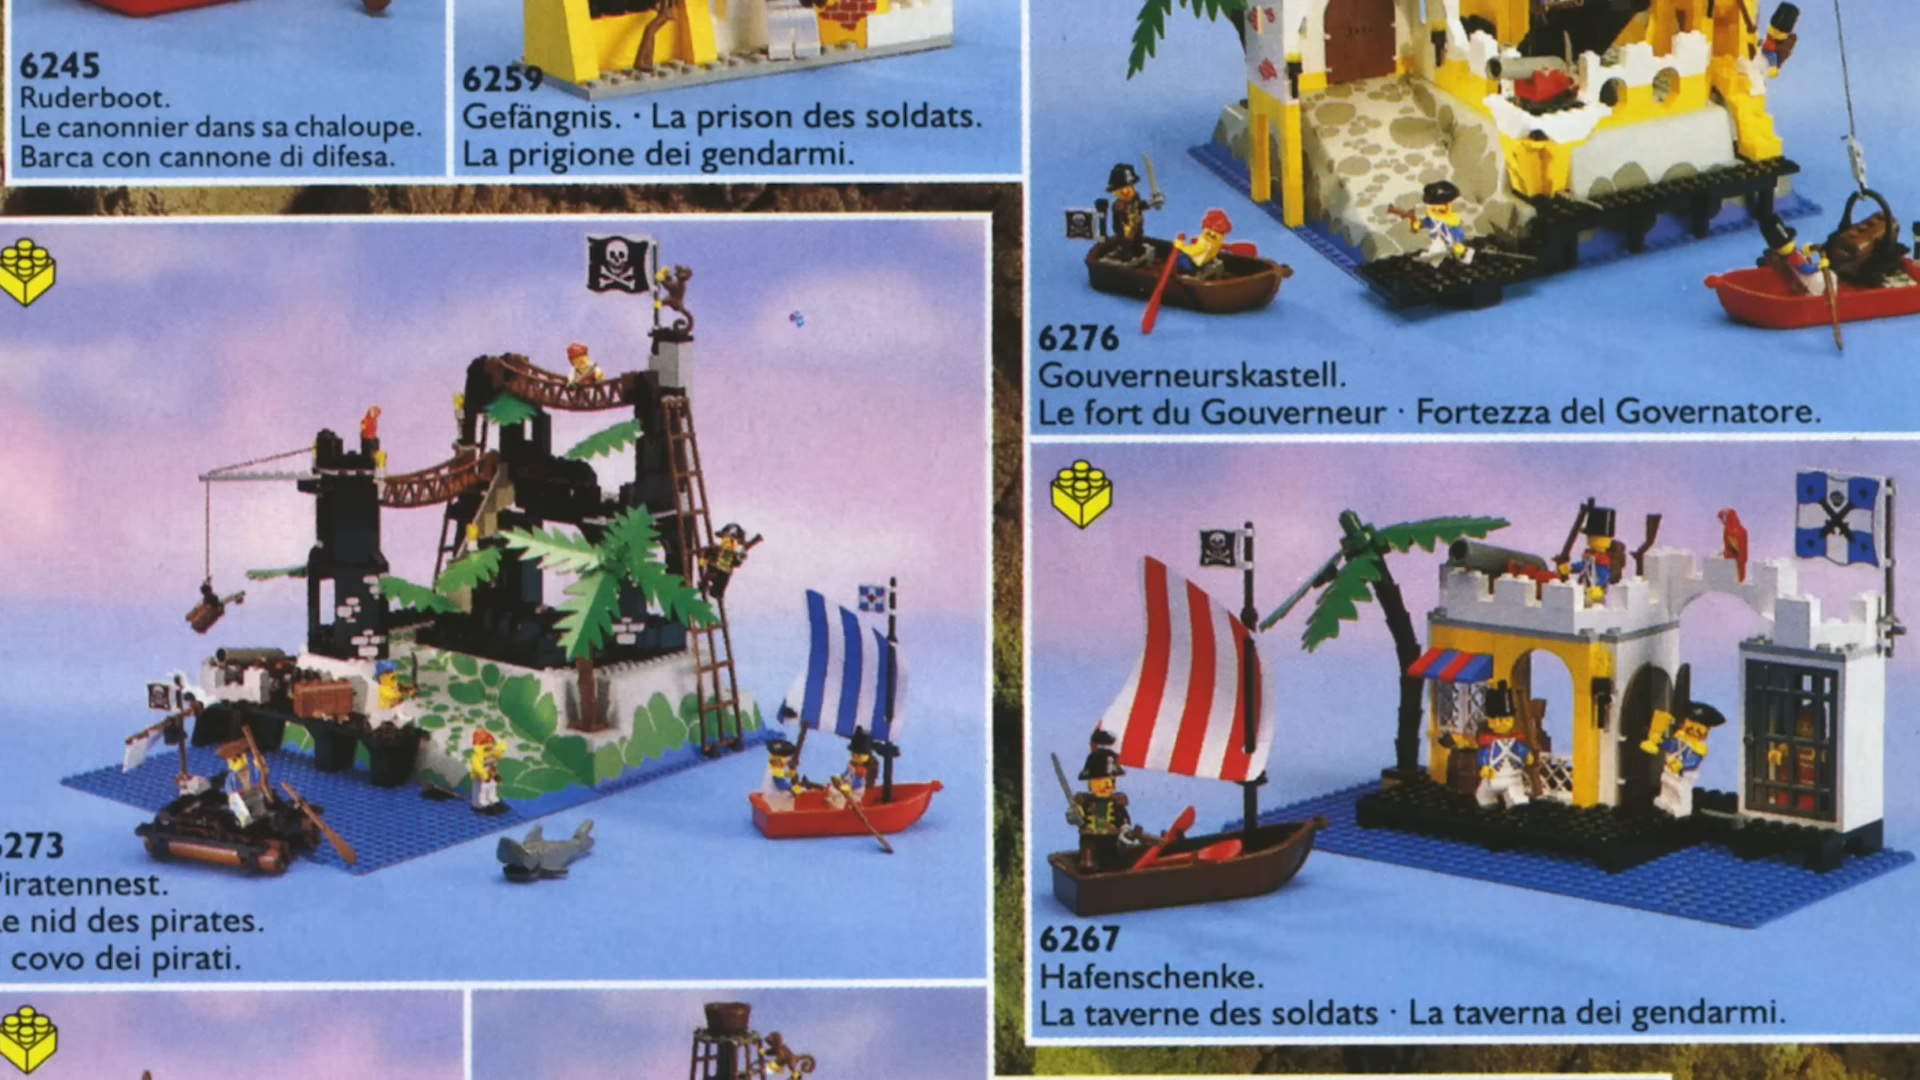 6245
Ruderboot.
Le canonnier dans sa chaloupe.
Barca con cannone di difesa.
6259
Gefängnis. · La prison des soldats.
La prigione dei gendarmi.
6276
Gouverneurskastell.
Le fort du Gouverneur · Fortezza del Governatore.
6273
Piratennest.
Le nid des pirates.
covo dei pirati.
6267
Hafenschenke.
La taverne des soldats · La taverna dei gendarmi.